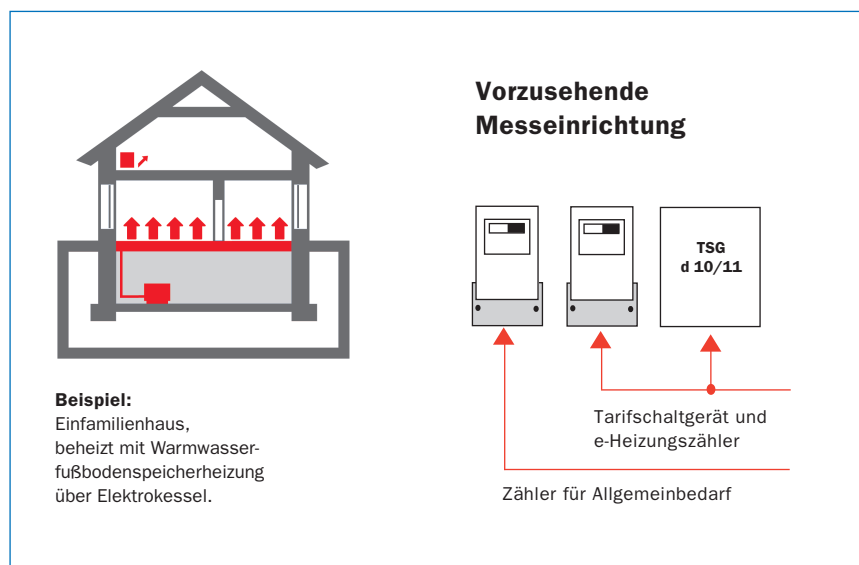 Vorzusehende
Messeinrichtung
TSG
d 10/11
Beispiel:
Einfamilienhaus,
beheizt mit Warmwasser-
fußbodenspeicherheizung
über Elektrokessel.
Tarifschaltgerät und
e-Heizungszähler
Zähler für Allgemeinbedarf